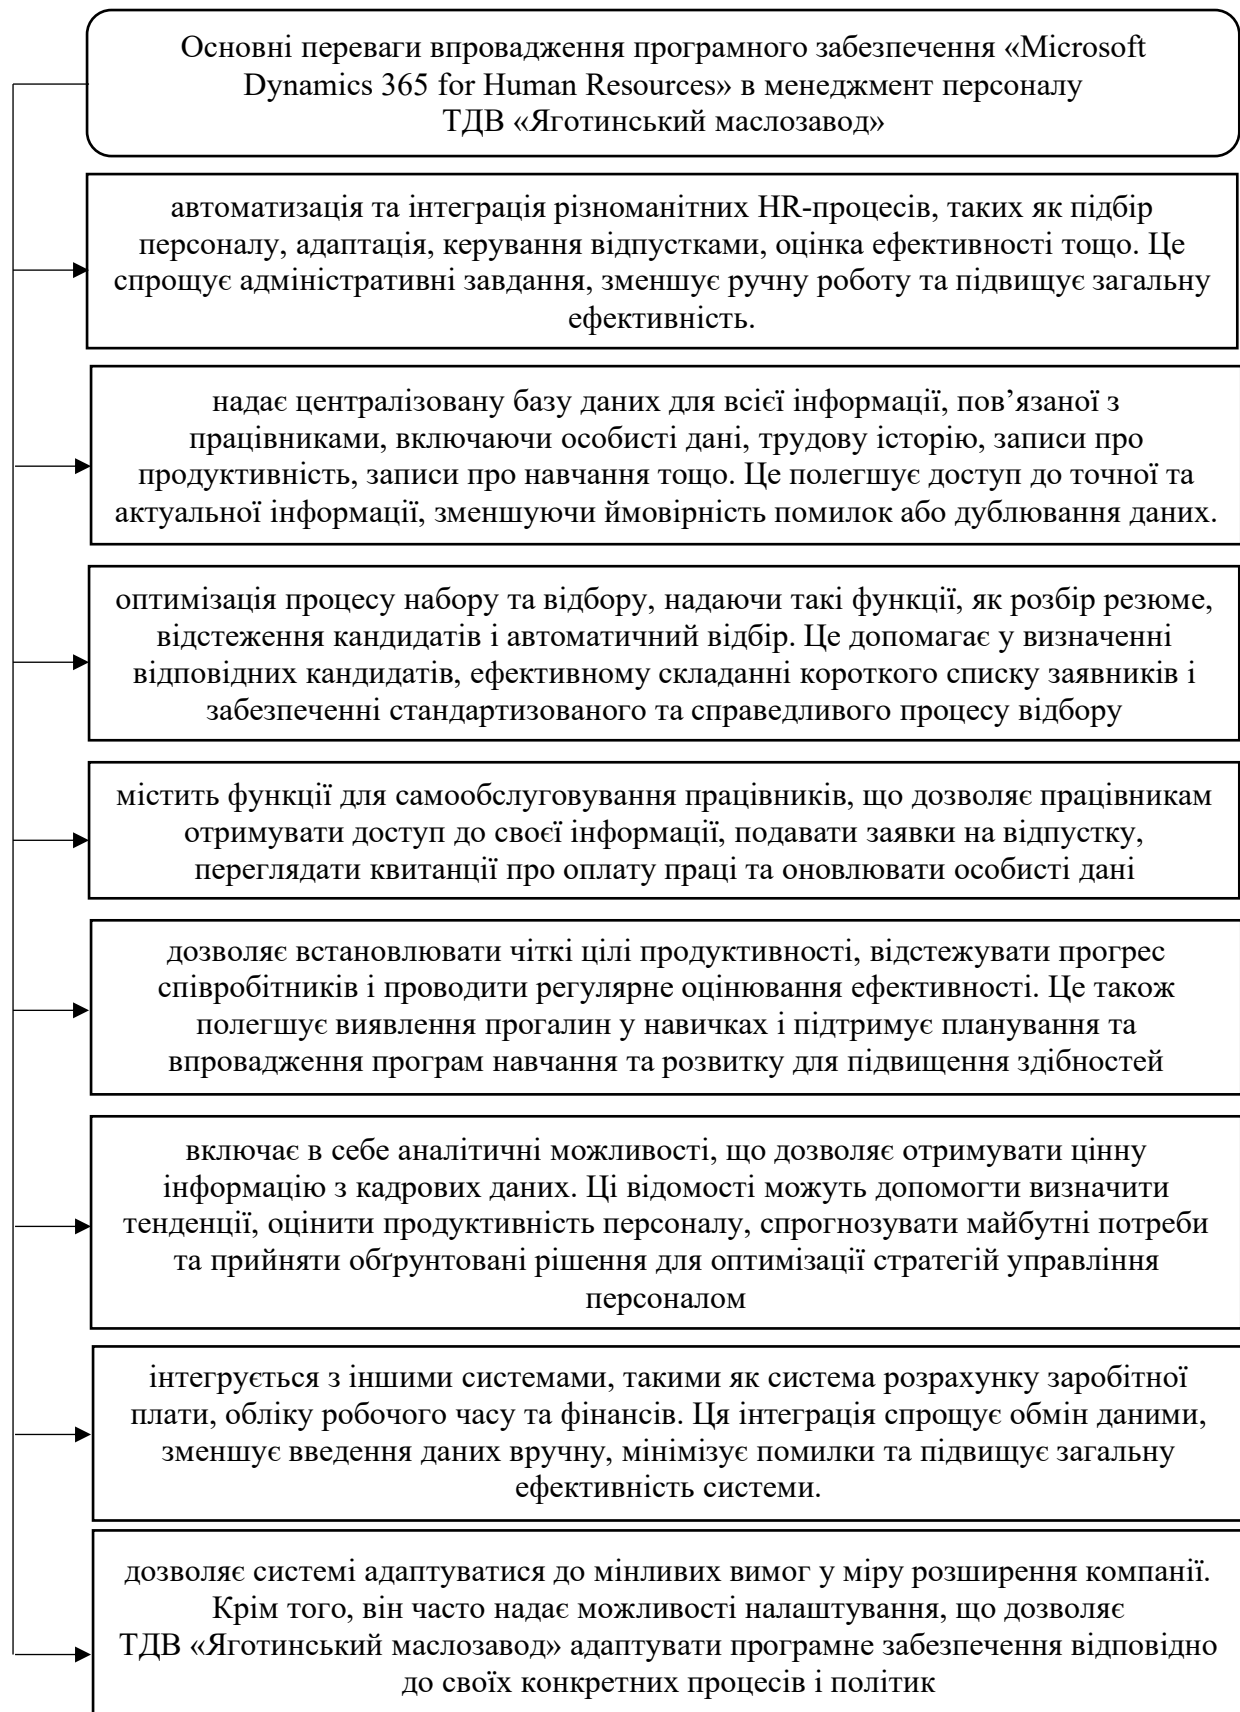 Основні переваги впровадження програмного забезпечення «Microsoft
Dynamics 365 for Human Resources» в менеджмент персоналу
ТДВ «Яготинський маслозавод»
автоматизація та інтеграція різноманітних HR-процесів, таких як підбір
персоналу, адаптація, керування відпустками, оцінка ефективності тощо. Це
спрощує адміністративні завдання, зменшує ручну роботу та підвищує загальну
ефективність.
надає централізовану базу даних для всієї інформації, пов’язаної з
працівниками, включаючи особисті дані, трудову історію, записи про
продуктивність, записи про навчання тощо. Це полегшує доступ до точної та
актуальної інформації, зменшуючи ймовірність помилок або дублювання даних.
оптимізація процесу набору та відбору, надаючи такі функції, як розбір резюме,
відстеження кандидатів і автоматичний відбір. Це допомагає у визначенні
відповідних кандидатів, ефективному складанні короткого списку заявників і
забезпеченні стандартизованого та справедливого процесу відбору
містить функції для самообслуговування працівників, що дозволяє працівникам
отримувати доступ до своєї інформації, подавати заявки на відпустку,
переглядати квитанції про оплату праці та оновлювати особисті дані
дозволяє встановлювати чіткі цілі продуктивності, відстежувати прогрес
співробітників і проводити регулярне оцінювання ефективності. Це також
полегшує виявлення прогалин у навичках і підтримує планування та
впровадження програм навчання та розвитку для підвищення здібностей
включає в себе аналітичні можливості, що дозволяє отримувати цінну
інформацію з кадрових даних. Ці відомості можуть допомогти визначити
тенденції, оцінити продуктивність персоналу, спрогнозувати майбутні потреби
та прийняти обґрунтовані рішення для оптимізації стратегій управління
персоналом
інтегрується з іншими системами, такими як система розрахунку заробітної
плати, обліку робочого часу та фінансів. Ця інтеграція спрощує обмін даними,
зменшує введення даних вручну, мінімізує помилки та підвищує загальну
ефективність системи.
дозволяє системі адаптуватися до мінливих вимог у міру розширення компанії.
Крім того, він часто надає можливості налаштування, що дозволяє
ТДВ «Яготинський маслозавод» адаптувати програмне забезпечення відповідно
до своїх конкретних процесів і політик